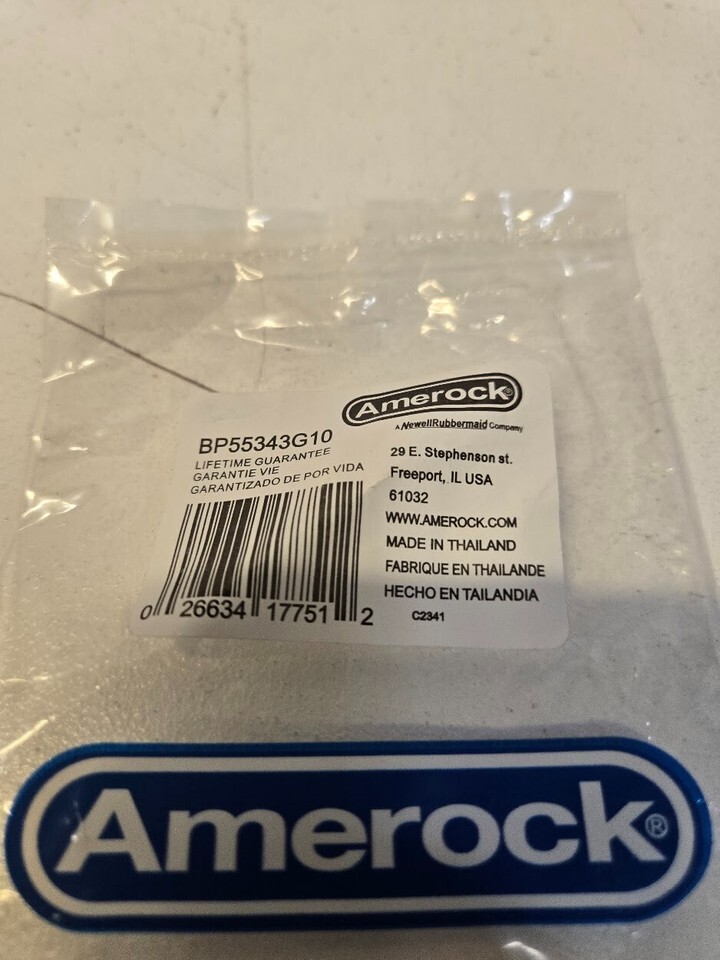 Amerock®
A NewellRubbermaid Company
BP55343G10
LIFETIME GUARANTEE
GARANTIE VIE
GARANTIZADO DE POR VIDA
0 26634 17751 2
29 E. Stephenson st.
Freeport, IL USA
61032
WWW.AMEROCK.COM
MADE IN THAILAND
FABRIQUE EN THAILANDE
HECHO EN TAILANDIA
C2341
Amerock®